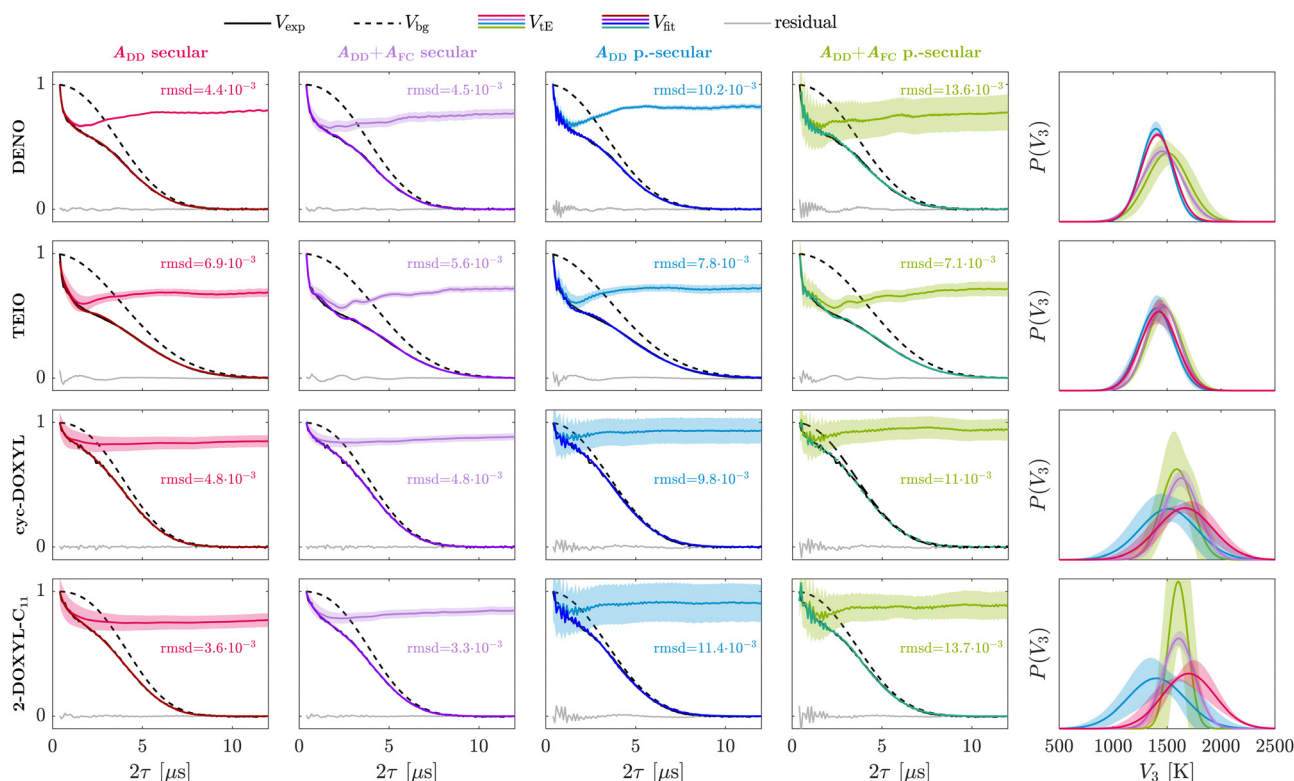 V_exp V_bg V_tE V_fit residual
A_DD secular A_DD+A_FC secular A_DD p.-secular A_DD+A_FC p.-secular
DENO
1
0
rmsd=4.4·10⁻³ rmsd=4.5·10⁻³ rmsd=10.2·10⁻³ rmsd=13.6·10⁻³
P(V₃)
TEIO
1
0
rmsd=6.9·10⁻³ rmsd=5.6·10⁻³ rmsd=7.8·10⁻³ rmsd=7.1·10⁻³
P(V₃)
cyc-DOXYL
1
0
rmsd=4.8·10⁻³ rmsd=4.8·10⁻³ rmsd=9.8·10⁻³ rmsd=11·10⁻³
P(V₃)
2-DOXYL-C₁₁
1
0
rmsd=3.6·10⁻³ rmsd=3.3·10⁻³ rmsd=11.4·10⁻³ rmsd=13.7·10⁻³
P(V₃)
0 5 10 0 5 10 0 5 10 0 5 10 500 1000 1500 2000 2500
2τ [μs] 2τ [μs] 2τ [μs] 2τ [μs] V₃ [K]